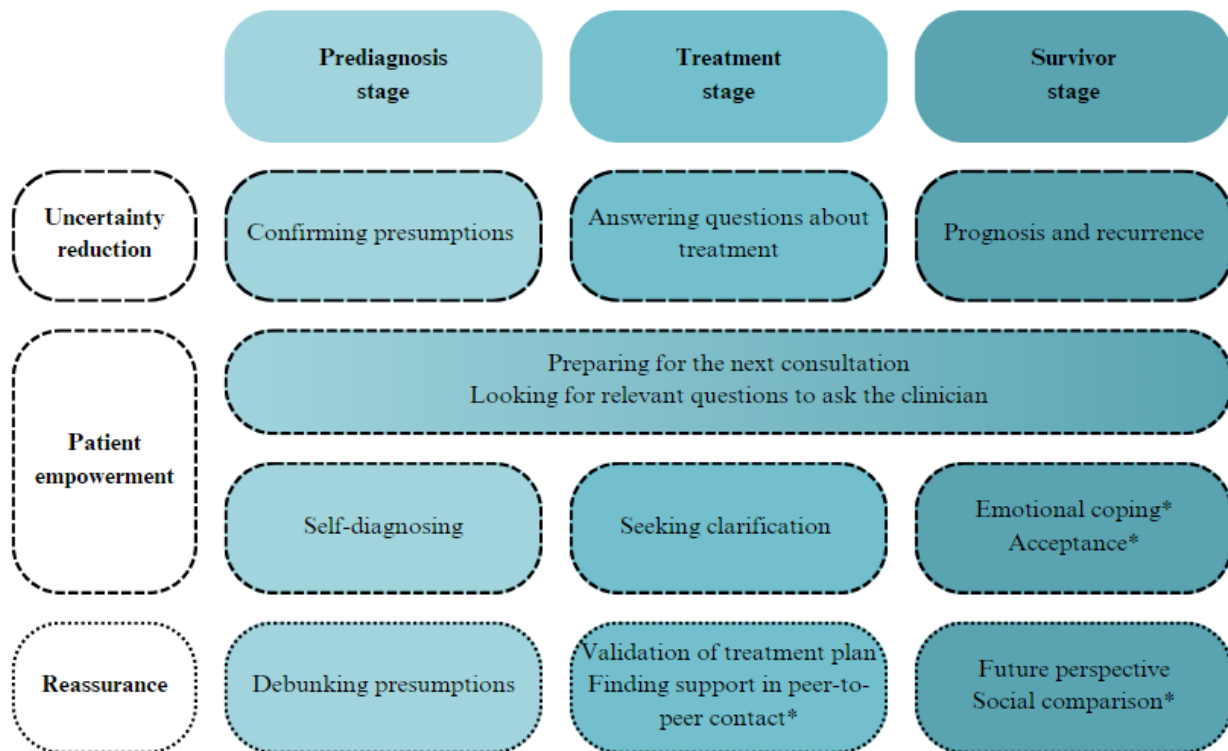 Prediagnosis
stage
Treatment
stage
Survivor
stage
Uncertainty
reduction
Confirming presumptions
Answering questions about
treatment
Prognosis and recurrence
Patient
empowerment
Preparing for the next consultation
Looking for relevant questions to ask the clinician
Self-diagnosing
Seeking clarification
Emotional coping*
Acceptance*
Reassurance
Debunking presumptions
Validation of treatment plan
Finding support in peer-to-
peer contact*
Future perspective
Social comparison*